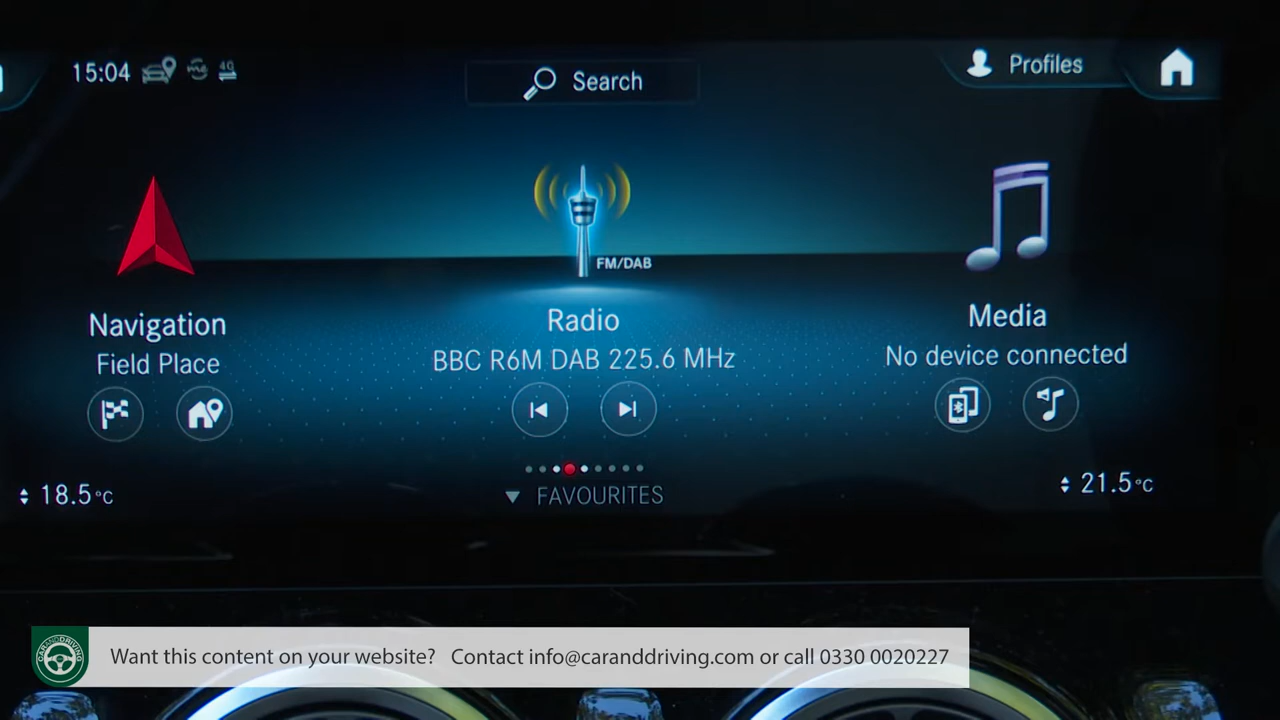 15:04
4G
Search
Profiles
FM/DAB
Navigation
Field Place
Radio
BBC R6M DAB 225.6 MHz
Media
No device connected
18.5°C
FAVOURITES
21.5°C
CARANDDRIVING
Want this content on your website? Contact info@caranddriving.com or call 0330 0020227